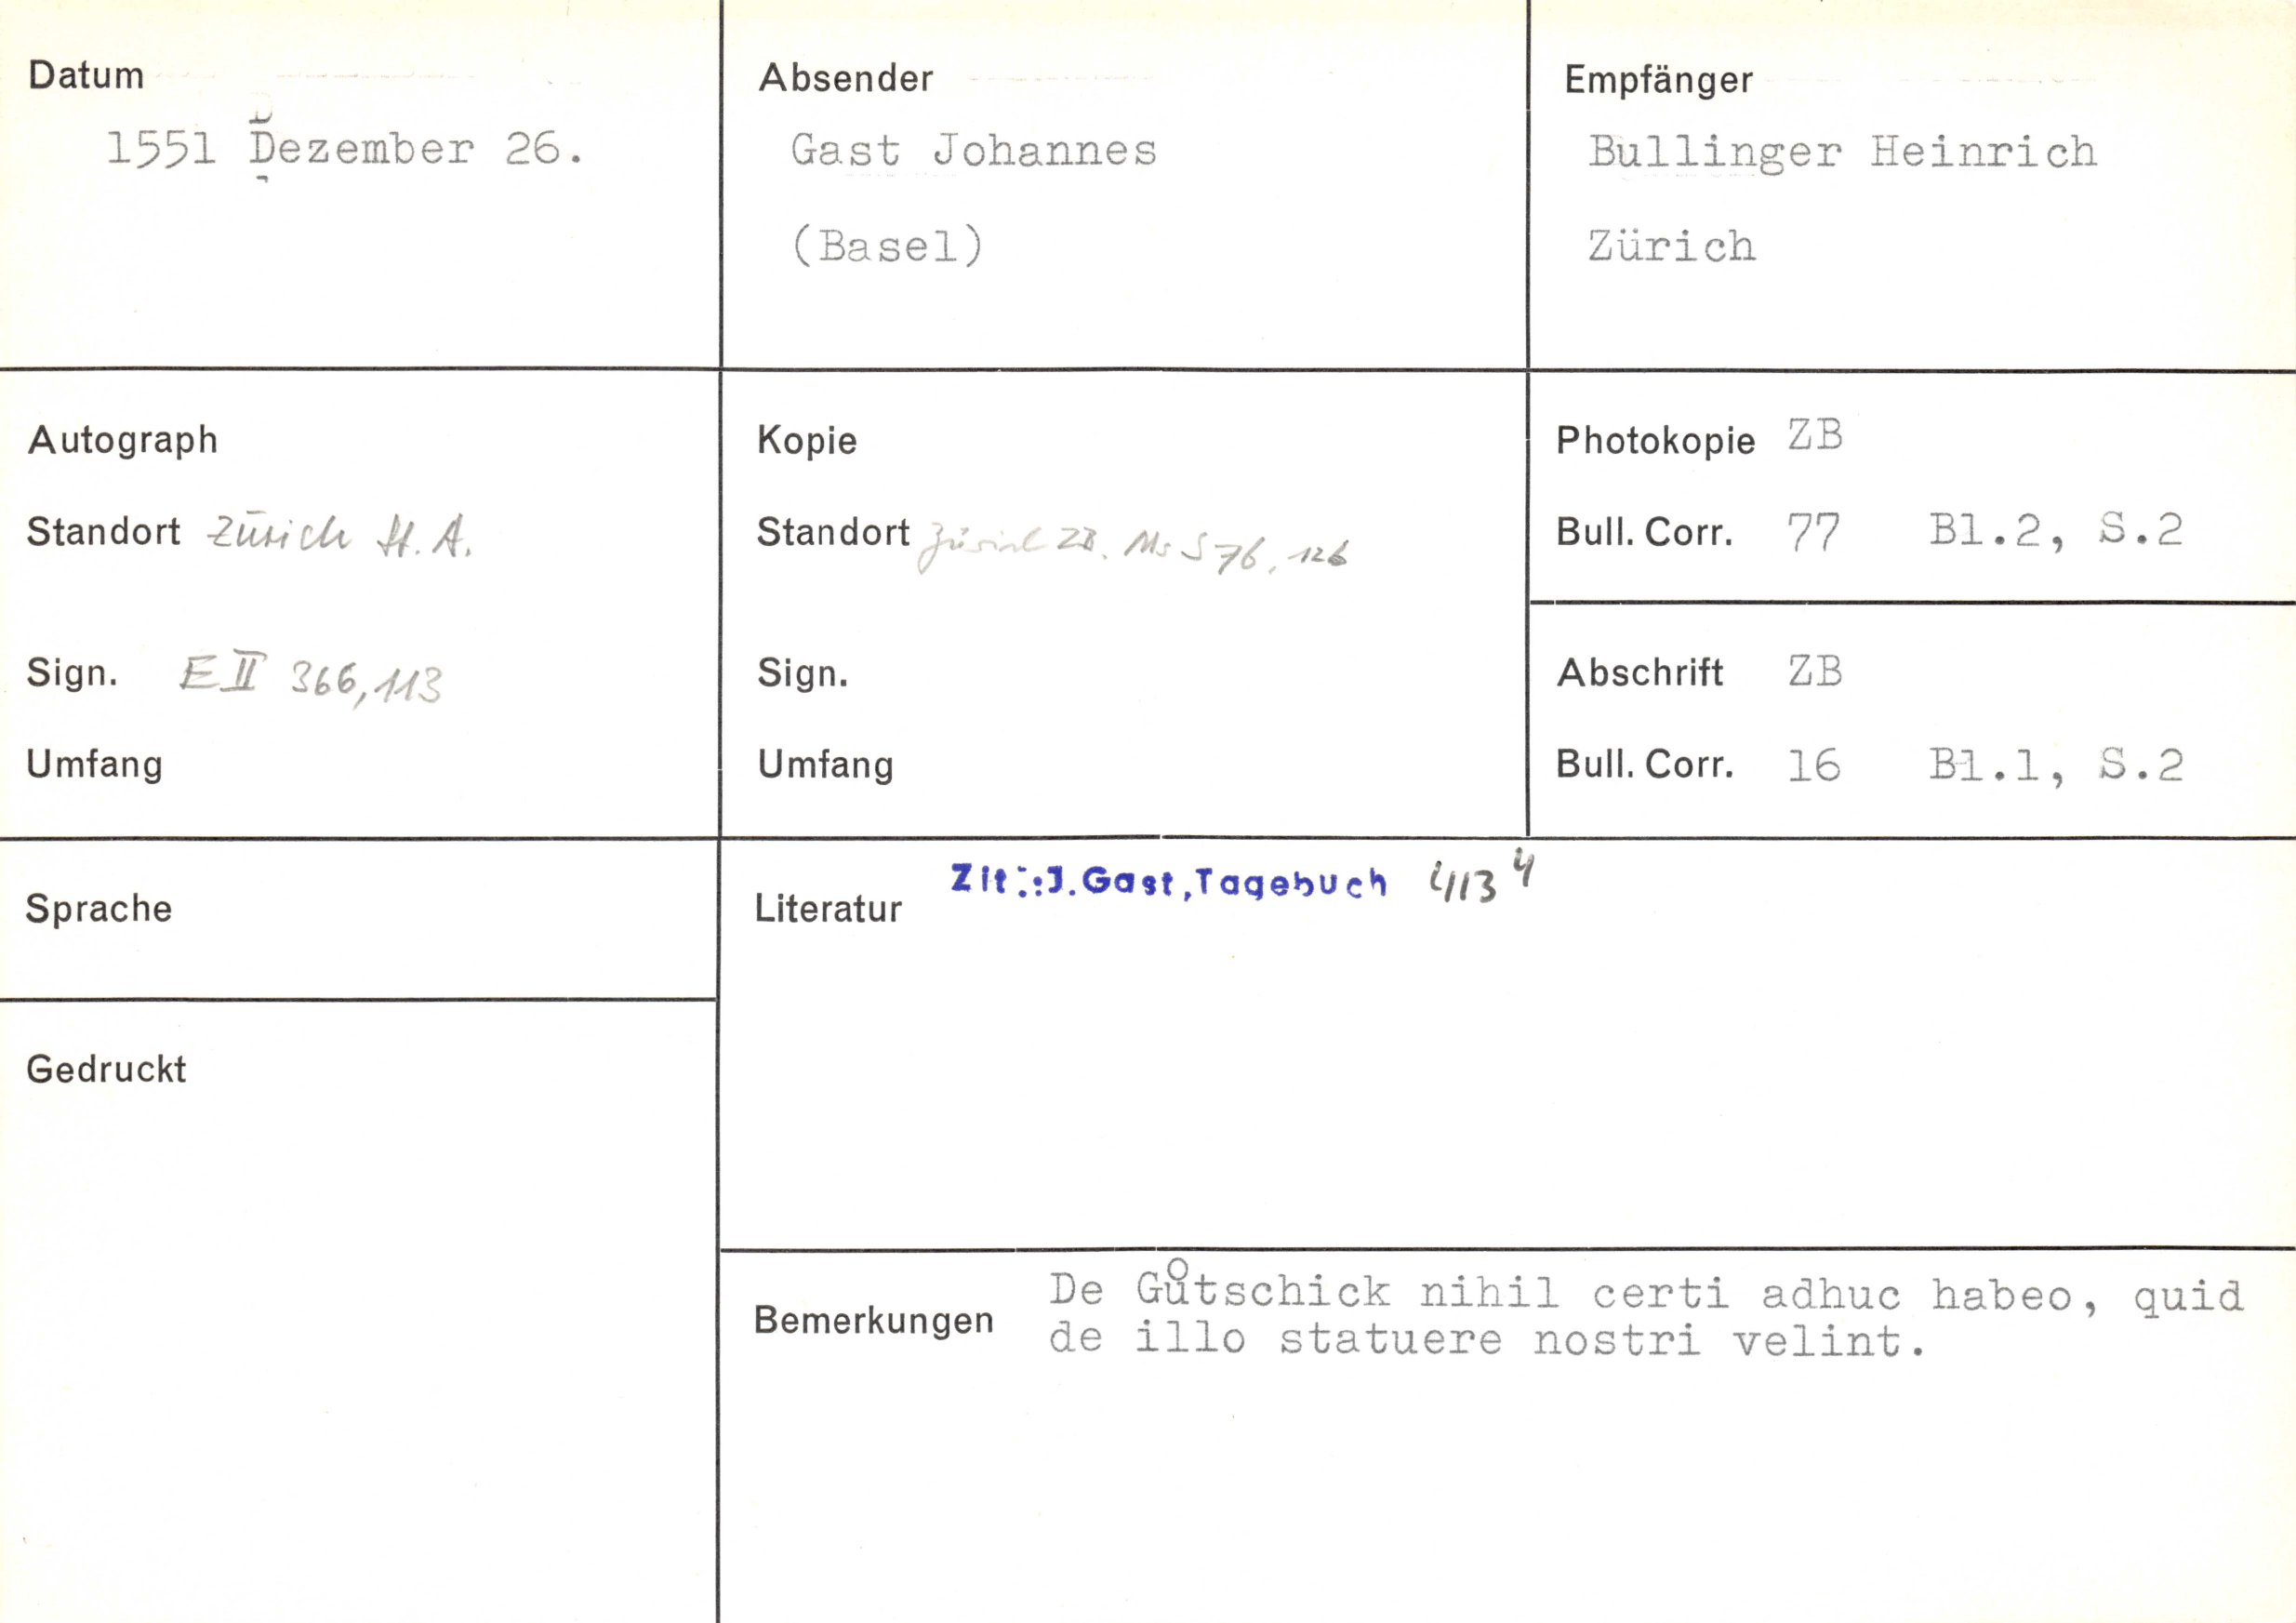 Datum
1551 Dezember 26.
Absender
Gast Johannes
(Basel)
Empfänger
Bullinger Heinrich
Zürich
Autograph
Standort Zürich St. A.
Sign. E II 366, 113
Umfang
Kopie
Standort Zürich ZB. Ms S 76, 126
Sign.
Umfang
Photokopie ZB
Bull. Corr. 77 Bl.2, S.2
Abschrift ZB
Bull. Corr. 16 Bl.1, S.2
Sprache
Gedruckt
Literatur Zit.:J.Gast,Tagebuch
Bemerkungen De Gůtschick nihil certi adhuc habeo, quid
de illo statuere nostri velint.